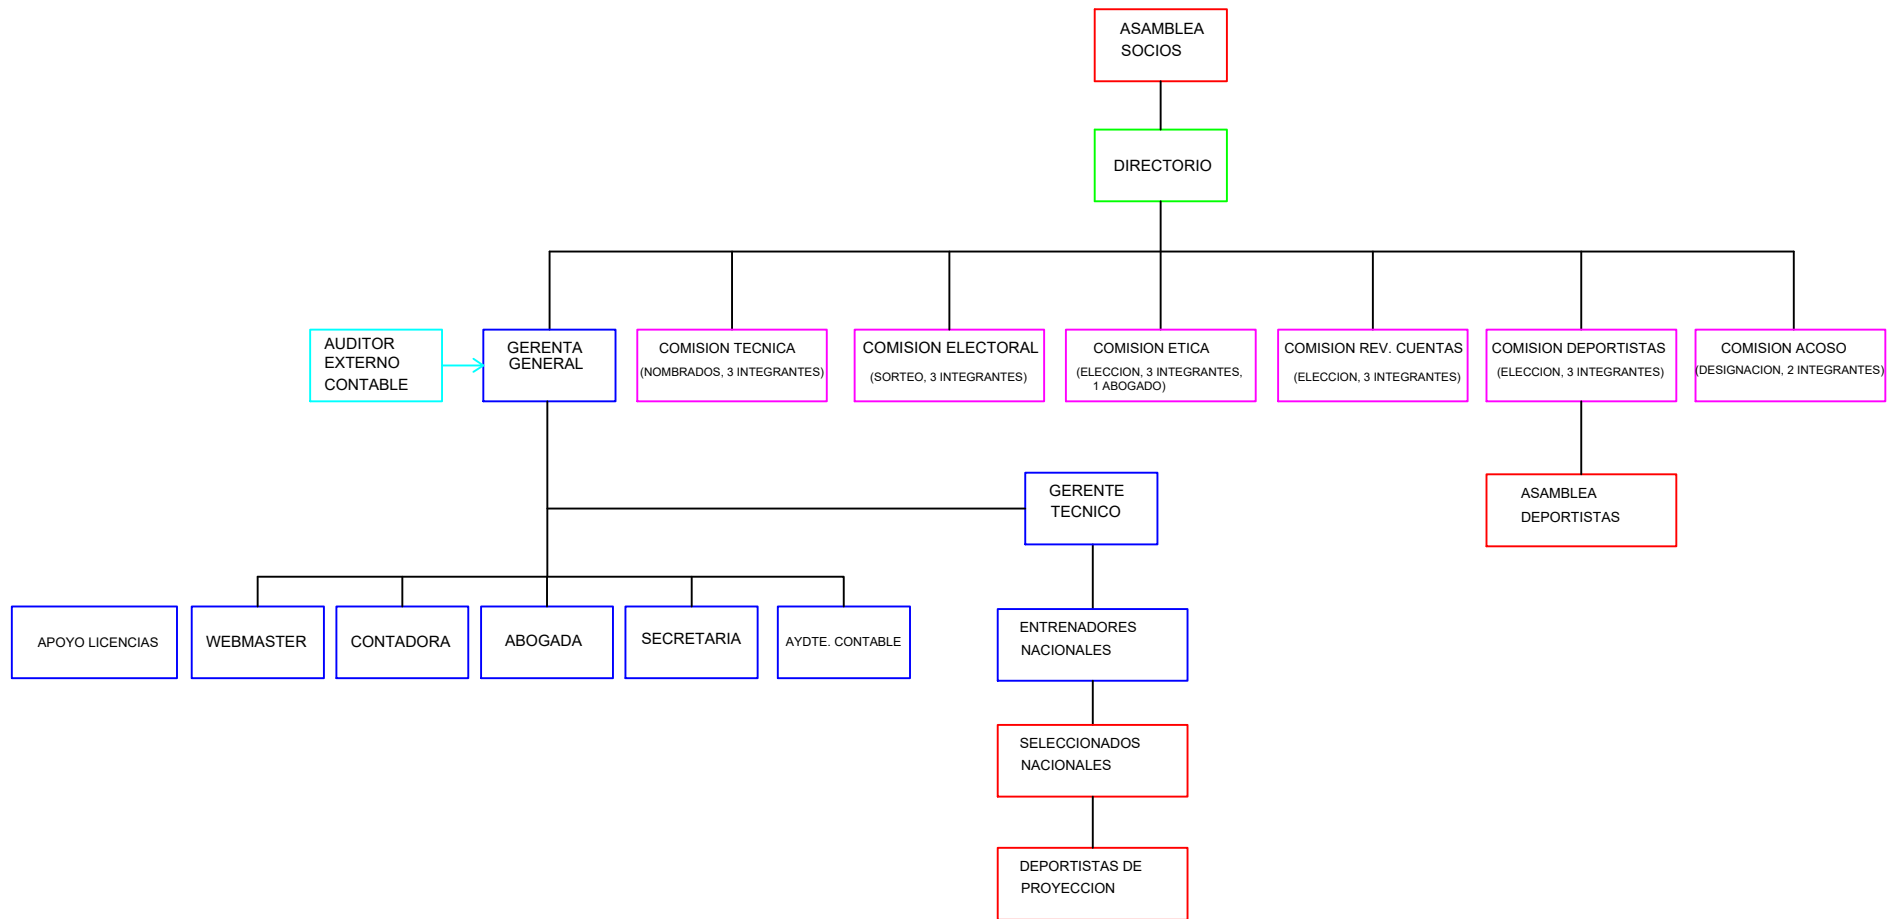 ASAMBLEA
SOCIOS
DIRECTORIO
AUDITOR
EXTERNO
CONTABLE
GERENTA
GENERAL
COMISION TECNICA
(NOMBRADOS, 3 INTEGRANTES)
COMISION ELECTORAL
(SORTEO, 3 INTEGRANTES)
COMISION ETICA
(ELECCION, 3 INTEGRANTES,
1 ABOGADO)
COMISION REV. CUENTAS
(ELECCION, 3 INTEGRANTES)
COMISION DEPORTISTAS
(ELECCION, 3 INTEGRANTES)
COMISION ACOSO
(DESIGNACION, 2 INTEGRANTES)
GERENTE
TECNICO
ASAMBLEA
DEPORTISTAS
APOYO LICENCIAS
WEBMASTER
CONTADORA
ABOGADA
SECRETARIA
AYDTE. CONTABLE
ENTRENADORES
NACIONALES
SELECCIONADOS
NACIONALES
DEPORTISTAS DE
PROYECCION